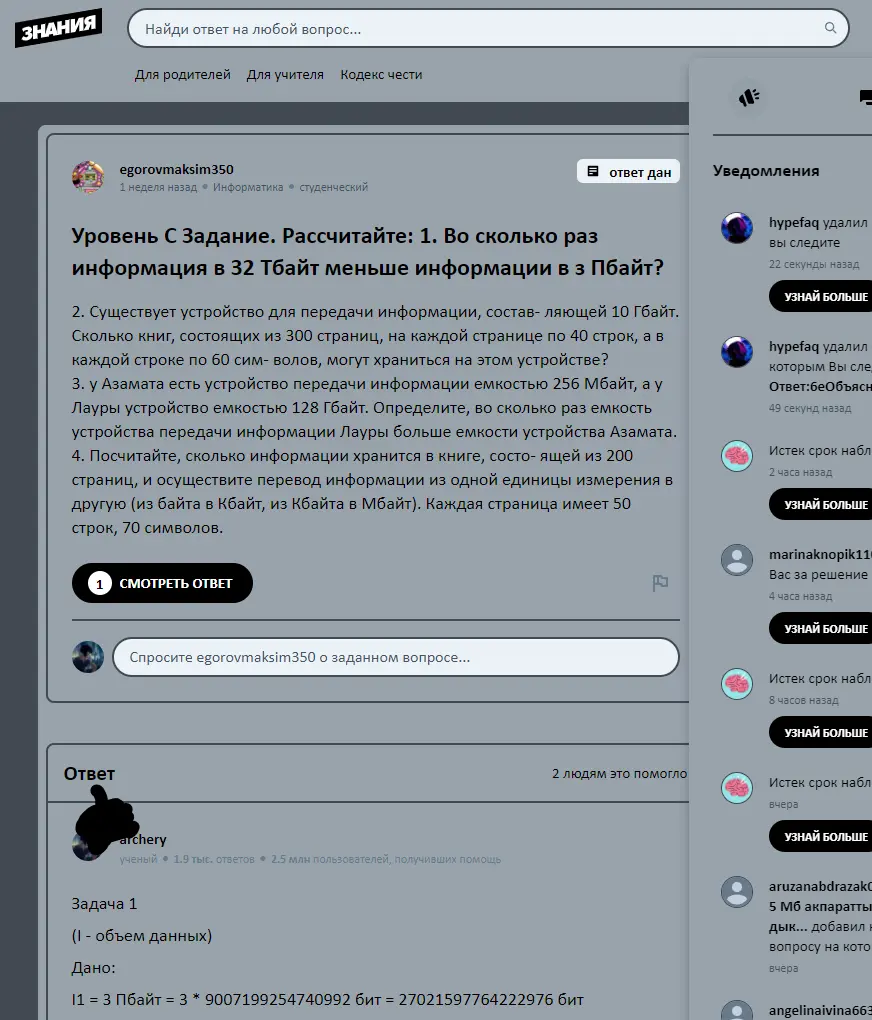 ЗНАНИЯ
Найди ответ на любой вопрос...
Для родителей Для учителя Кодекс чести
egorovmaksim350
1 неделя назад • Информатика • студенческий
ответ дан
Уровень С Задание. Рассчитайте: 1. Во сколько раз
информация в 32 Тбайт меньше информации в з Пбайт?
2. Существует устройство для передачи информации, состав- ляющей 10 Гбайт.
Сколько книг, состоящих из 300 страниц, на каждой странице по 40 строк, а в
каждой строке по 60 сим- волов, могут храниться на этом устройстве?
3. у Азамата есть устройство передачи информации емкостью 256 Мбайт, а у
Лауры устройство емкостью 128 Гбайт. Определите, во сколько раз емкость
устройства передачи информации Лауры больше емкости устройства Азамата.
4. Посчитайте, сколько информации хранится в книге, состо- ящей из 200
страниц, и осуществите перевод информации из одной единицы измерения в
другую (из байта в Кбайт, из Кбайта в Мбайт). Каждая страница имеет 50
строк, 70 символов.
1 СМОТРЕТЬ ОТВЕТ
Спросите egorovmaksim350 о заданном вопросе...
Ответ
2 людям это помогло
archery
ученый • 1.9 тыс. ответов • 2.5 млн пользователей, получивших помощь
Задача 1
(I - объем данных)
Дано:
I1 = 3 Пбайт = 3 * 9007199254740992 бит = 27021597764222976 бит
Уведомления
hypefaq удалил
вы следите
22 секунды назад
УЗНАЙ БОЛЬШЕ
hypefaq удалил
которым Вы сле
Ответ:6еОбъясн
49 секунд назад
Истек срок набл
2 часа назад
УЗНАЙ БОЛЬШЕ
marinaknopik110
Вас за решение
4 часа назад
УЗНАЙ БОЛЬШЕ
Истек срок набл
8 часов назад
УЗНАЙ БОЛЬШЕ
Истек срок набл
вчера
УЗНАЙ БОЛЬШЕ
aruzanabdrazak0
5 Мб акпаратты
дык... добавил к
вопросу на кото
вчера
angelinaivina663